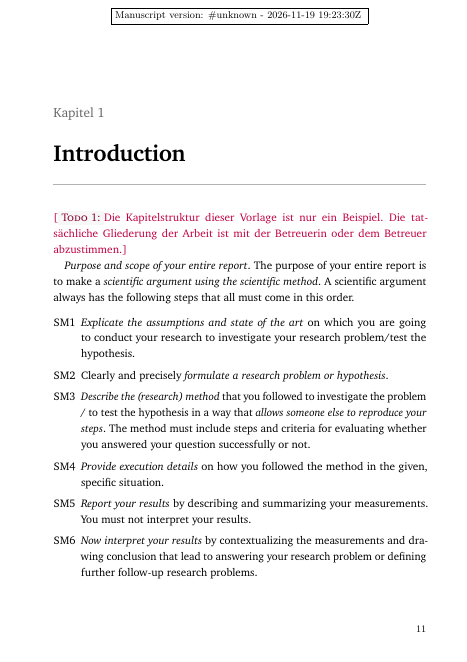 Manuscript version: #unknown - 2026-11-19 19:23:30Z
Kapitel 1
Introduction
[ Todo 1: Die Kapitelstruktur dieser Vorlage ist nur ein Beispiel. Die tat-
sächliche Gliederung der Arbeit ist mit der Betreuerin oder dem Betreuer
abzustimmen.]
Purpose and scope of your entire report. The purpose of your entire report is
to make a scientific argument using the scientific method. A scientific argument
always has the following steps that all must come in this order.
SM1 Explicate the assumptions and state of the art on which you are going
to conduct your research to investigate your research problem/test the
hypothesis.
SM2 Clearly and precisely formulate a research problem or hypothesis.
SM3 Describe the (research) method that you followed to investigate the problem
/ to test the hypothesis in a way that allows someone else to reproduce your
steps. The method must include steps and criteria for evaluating whether
you answered your question successfully or not.
SM4 Provide execution details on how you followed the method in the given,
specific situation.
SM5 Report your results by describing and summarizing your measurements.
You must not interpret your results.
SM6 Now interpret your results by contextualizing the measurements and dra-
wing conclusion that lead to answering your research problem or defining
further follow-up research problems.
11